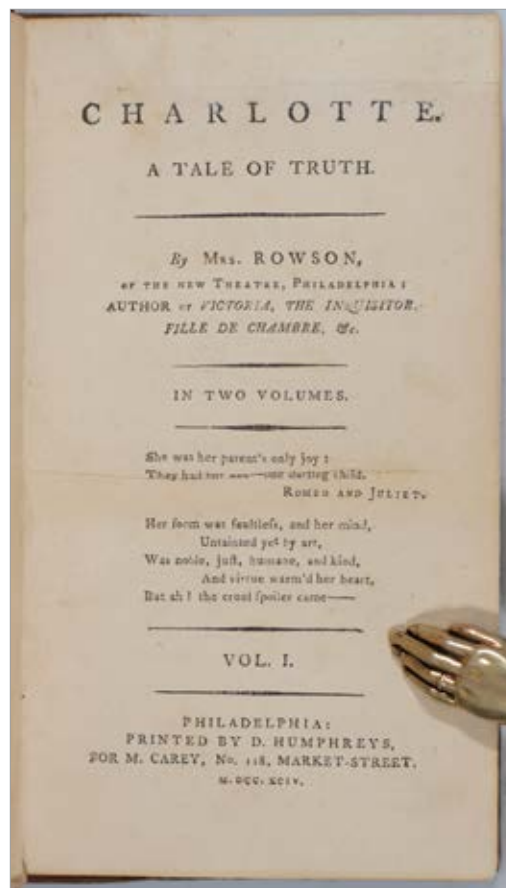 CHARLOTTE.
A TALE OF TRUTH.
By Mrs. ROWSON,
OF THE NEW THEATRE, PHILADELPHIA;
AUTHOR OF VICTORIA, THE INQUISITOR,
FILLE DE CHAMBRE, &c.
IN TWO VOLUMES.
She was her parent's only joy:
They had but one—one darling child.
ROMEO AND JULIET.
Her form was faultleſs, and her mind,
Untainted yet by art,
Was noble, juſt, humane, and kind,
And virtue warm'd her heart,
But ah! the cruel ſpoiler came——
VOL. I.
PHILADELPHIA:
PRINTED BY D. HUMPHREYS,
FOR M. CAREY, No. 118, MARKET-STREET.
M.DCC.XCIV.